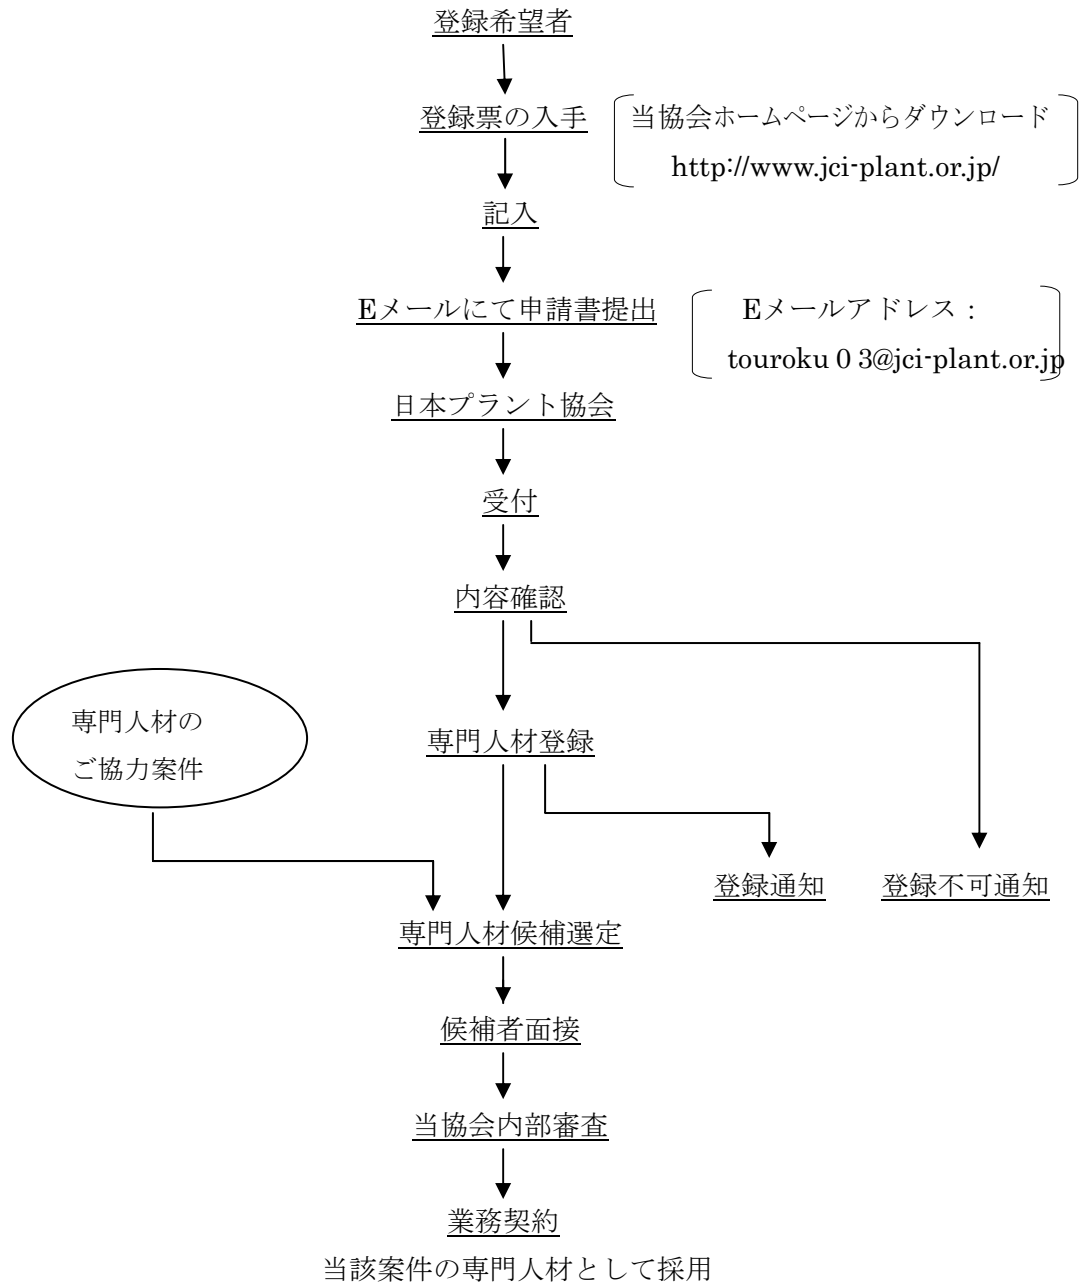 登録希望者
登録票の入手
当協会ホームページからダウンロード
http://www.jci-plant.or.jp/
記入
Eメールにて申請書提出
Eメールアドレス：
touroku０３@jci-plant.or.jp
日本プラント協会
受付
内容確認
専門人材の
ご協力案件
専門人材登録
登録通知
登録不可通知
専門人材候補選定
候補者面接
当協会内部審査
業務契約
当該案件の専門人材として採用